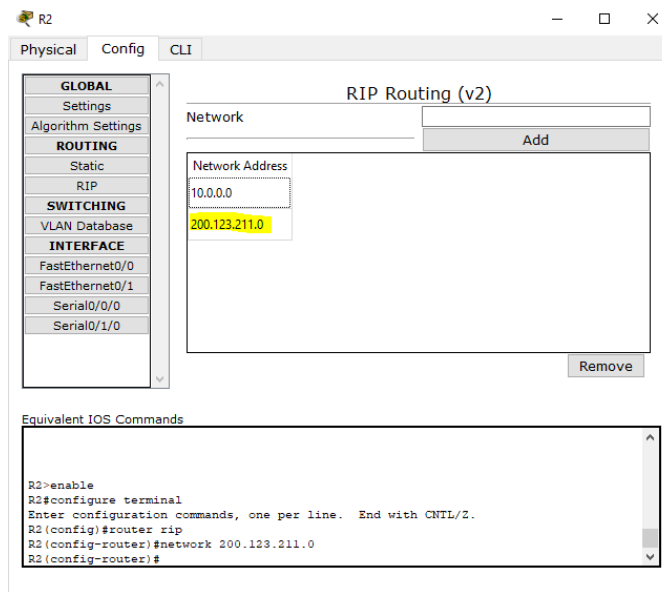 R2
Physical Config CLI
GLOBAL
Settings
Algorithm Settings
ROUTING
Static
RIP
SWITCHING
VLAN Database
INTERFACE
FastEthernet0/0
FastEthernet0/1
Serial0/0/0
Serial0/1/0
RIP Routing (v2)
Network
Add
Network Address
10.0.0.0
200.123.211.0
Remove
Equivalent IOS Commands
R2>enable
R2#configure terminal
Enter configuration commands, one per line.  End with CNTL/Z.
R2(config)#router rip
R2(config-router)#network 200.123.211.0
R2(config-router)#